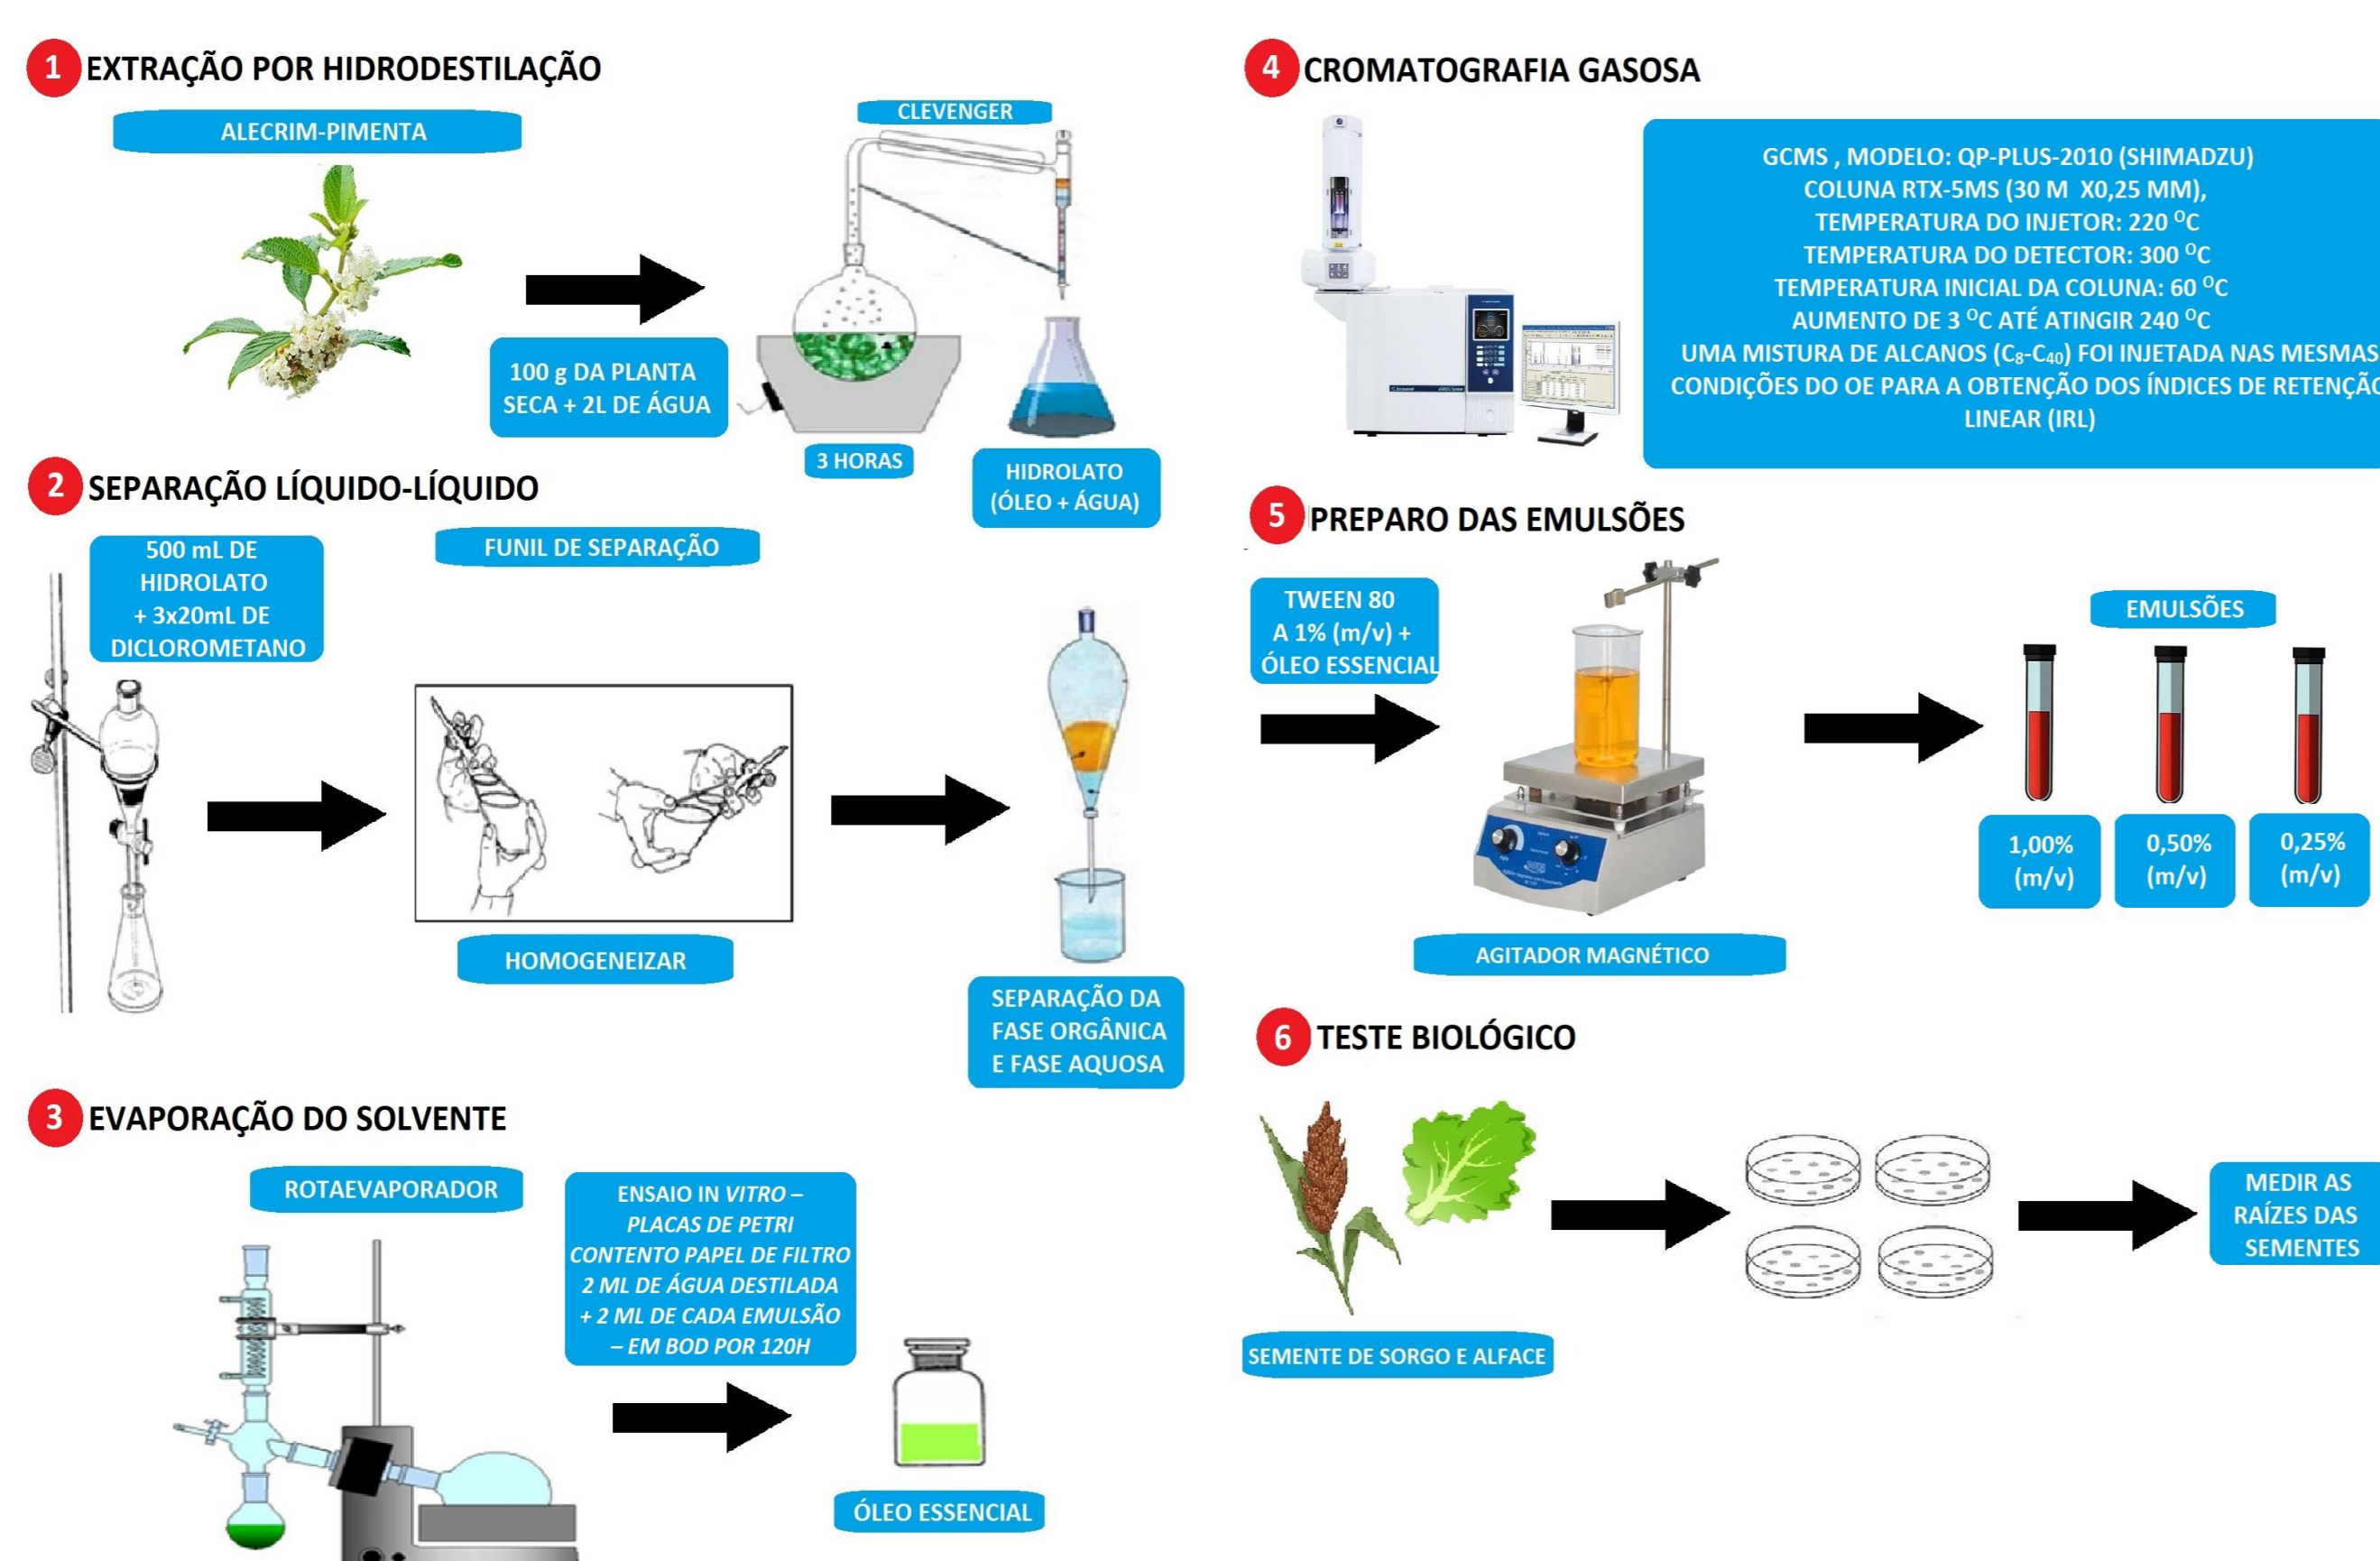 1 EXTRAÇÃO POR HIDRODESTILAÇÃO
ALECRIM-PIMENTA
CLEVENGER
100 g DA PLANTA
SECA + 2L DE ÁGUA
3 HORAS
HIDROLATO
(ÓLEO + ÁGUA)
2 SEPARAÇÃO LÍQUIDO-LÍQUIDO
500 mL DE
HIDROLATO
+ 3x20mL DE
DICLOROMETANO
FUNIL DE SEPARAÇÃO
HOMOGENEIZAR
SEPARAÇÃO DA
FASE ORGÂNICA
E FASE AQUOSA
3 EVAPORAÇÃO DO SOLVENTE
ROTAEVAPORADOR
ENSAIO IN VITRO –
PLACAS DE PETRI
CONTENTO PAPEL DE FILTRO
2 ML DE ÁGUA DESTILADA
+ 2 ML DE CADA EMULSÃO
– EM BOD POR 120H
ÓLEO ESSENCIAL
4 CROMATOGRAFIA GASOSA
GCMS , MODELO: QP-PLUS-2010 (SHIMADZU)
COLUNA RTX-5MS (30 M X0,25 MM),
TEMPERATURA DO INJETOR: 220 ᴼC
TEMPERATURA DO DETECTOR: 300 ᴼC
TEMPERATURA INICIAL DA COLUNA: 60 ᴼC
AUMENTO DE 3 ᴼC ATÉ ATINGIR 240 ᴼC
UMA MISTURA DE ALCANOS (C₈-C₄₀) FOI INJETADA NAS MESMAS
CONDIÇÕES DO OE PARA A OBTENÇÃO DOS ÍNDICES DE RETENÇÃO
LINEAR (IRL)
5 PREPARO DAS EMULSÕES
TWEEN 80
A 1% (m/v) +
ÓLEO ESSENCIAL
AGITADOR MAGNÉTICO
EMULSÕES
1,00%
(m/v)
0,50%
(m/v)
0,25%
(m/v)
6 TESTE BIOLÓGICO
SEMENTE DE SORGO E ALFACE
MEDIR AS
RAÍZES DAS
SEMENTES